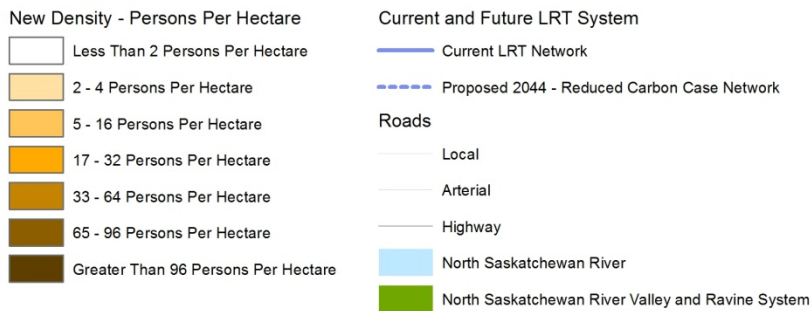 New Density - Persons Per Hectare
Less Than 2 Persons Per Hectare
2 - 4 Persons Per Hectare
5 - 16 Persons Per Hectare
17 - 32 Persons Per Hectare
33 - 64 Persons Per Hectare
65 - 96 Persons Per Hectare
Greater Than 96 Persons Per Hectare
Current and Future LRT System
Current LRT Network
Proposed 2044 - Reduced Carbon Case Network
Roads
Local
Arterial
Highway
North Saskatchewan River
North Saskatchewan River Valley and Ravine System